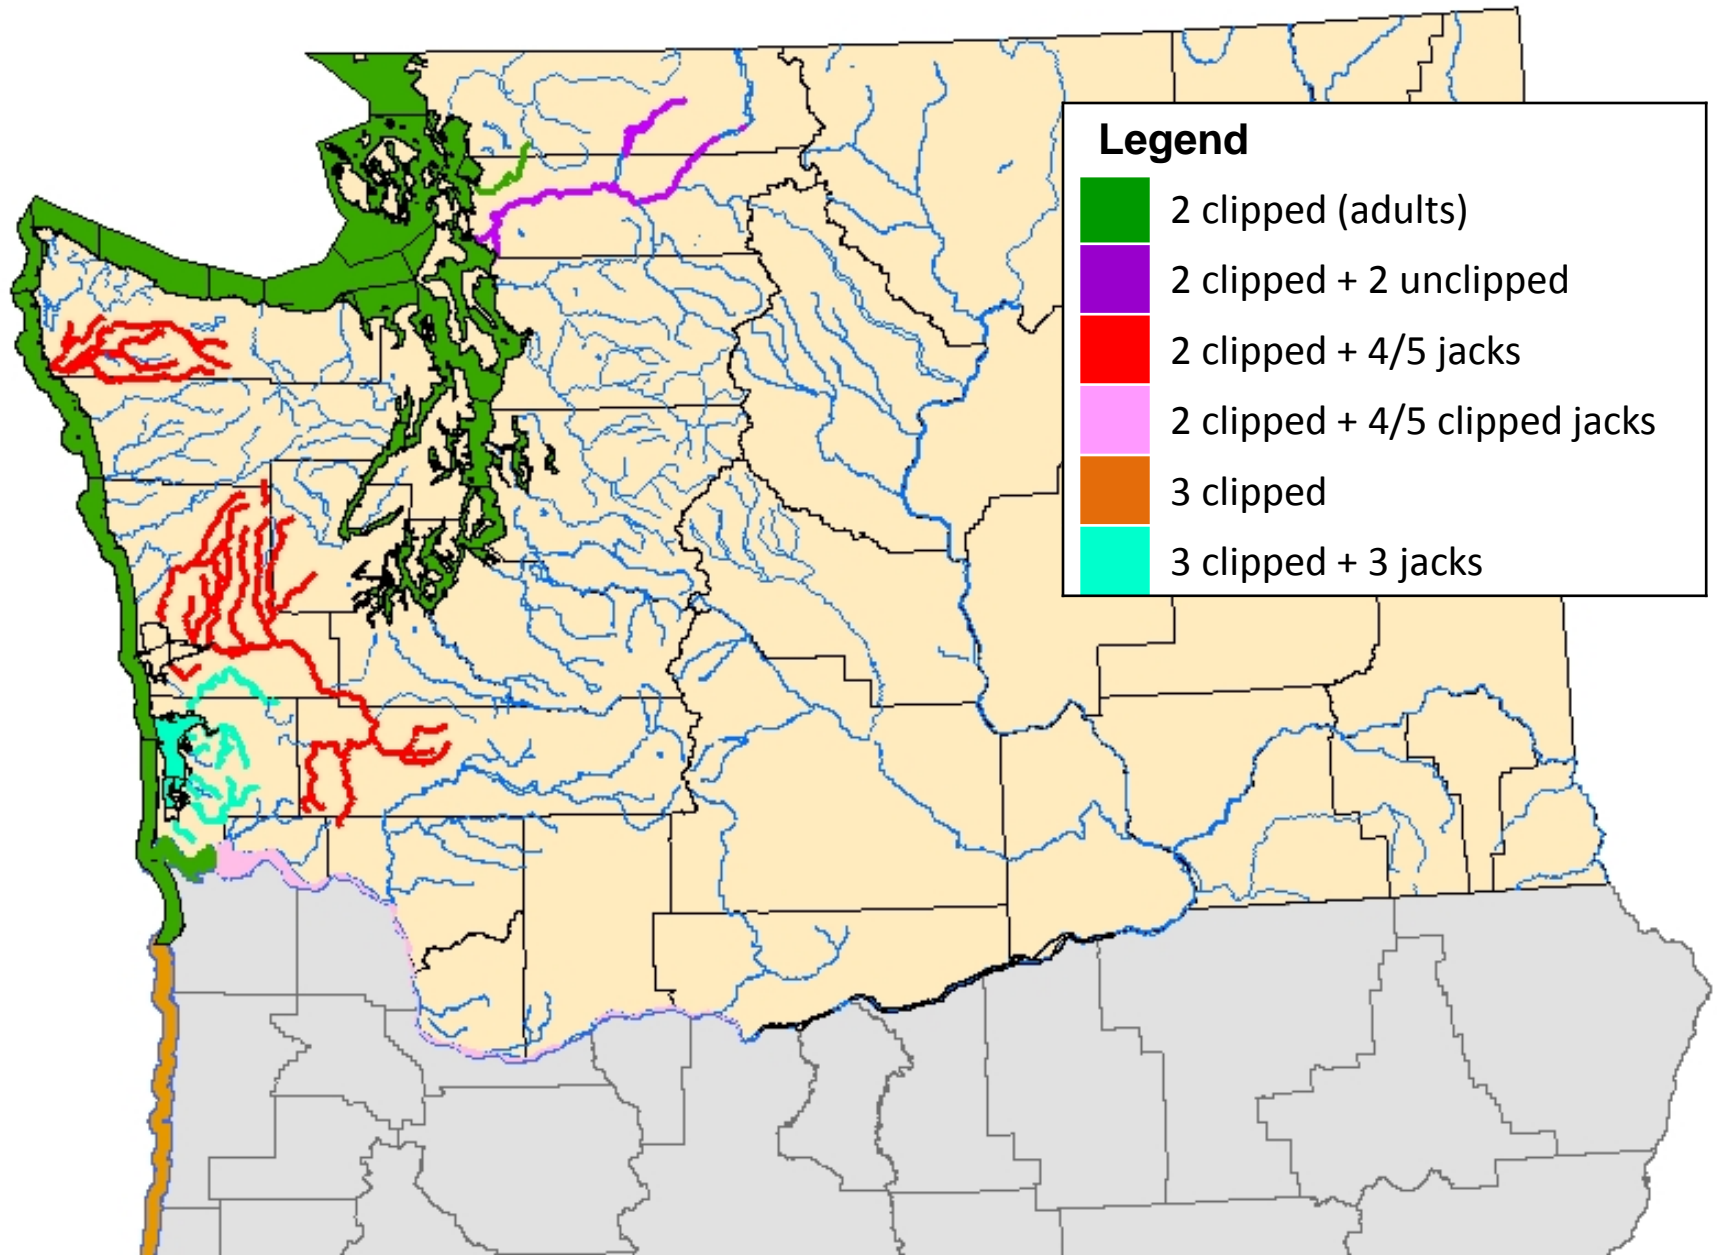 Legend
2 clipped (adults)
2 clipped + 2 unclipped
2 clipped + 4/5 jacks
2 clipped + 4/5 clipped jacks
3 clipped
3 clipped + 3 jacks